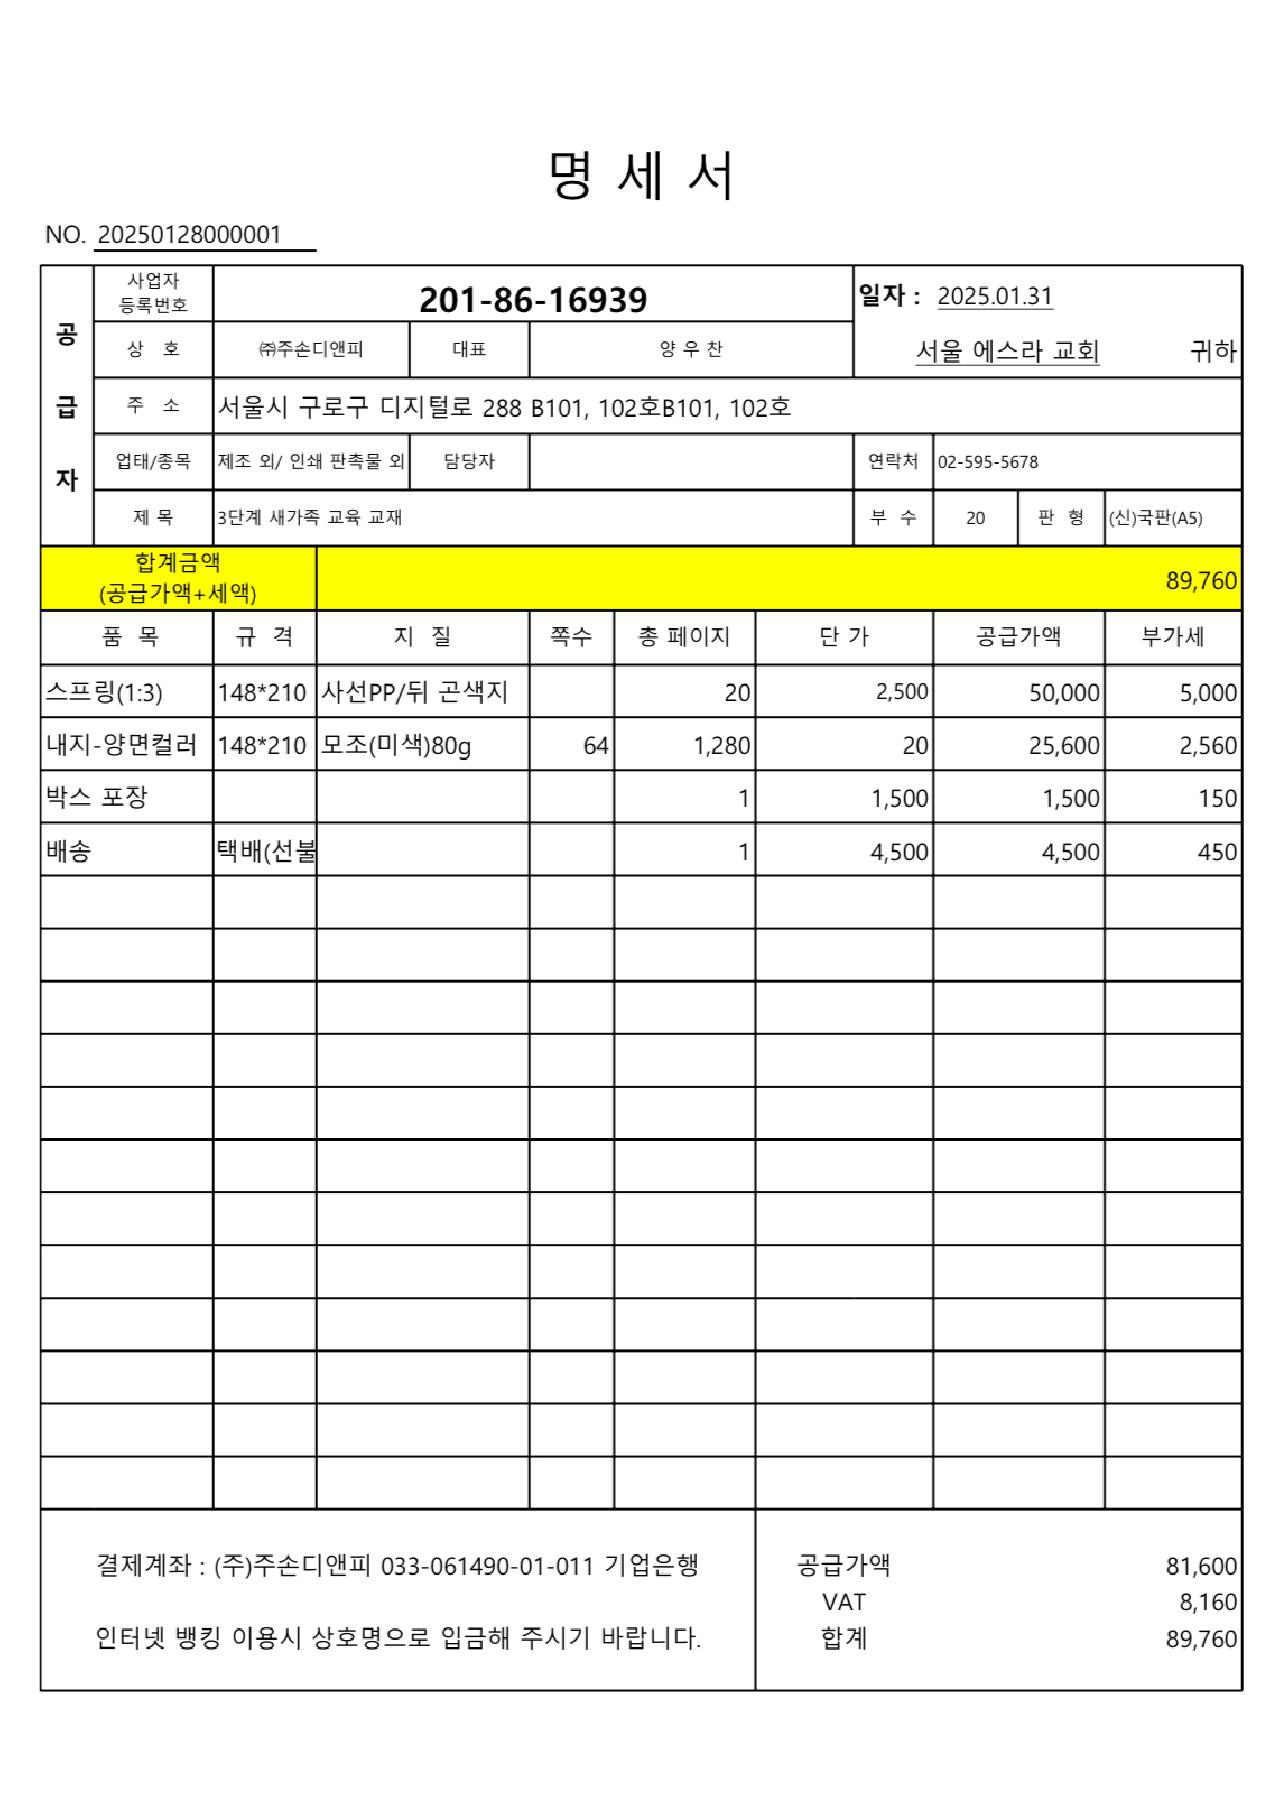 명 세 서
NO. 20250128000001
공 급 자
사업자 등록번호 201-86-16939 일자 : 2025.01.31
상 호 ㈜주손디앤피 대표 양 우 찬 서울 에스라 교회 귀하
주 소 서울시 구로구 디지털로 288 B101, 102호B101, 102호
업태/종목 제조 외/ 인쇄 판촉물 외 담당자 연락처 02-595-5678
제 목 3단계 새가족 교육 교재 부 수 20 판 형 (신)국판(A5)
합계금액
(공급가액+세액) 89,760
품 목 규 격 지 질 쪽수 총 페이지 단 가 공급가액 부가세
스프링(1:3) 148*210 사선PP/뒤 곤색지 20 2,500 50,000 5,000
내지-양면컬러 148*210 모조(미색)80g 64 1,280 20 25,600 2,560
박스 포장 1 1,500 1,500 150
배송 택배(선불 1 4,500 4,500 450
결제계좌 : (주)주손디앤피 033-061490-01-011 기업은행 공급가액 81,600
VAT 8,160
인터넷 뱅킹 이용시 상호명으로 입금해 주시기 바랍니다. 합계 89,760